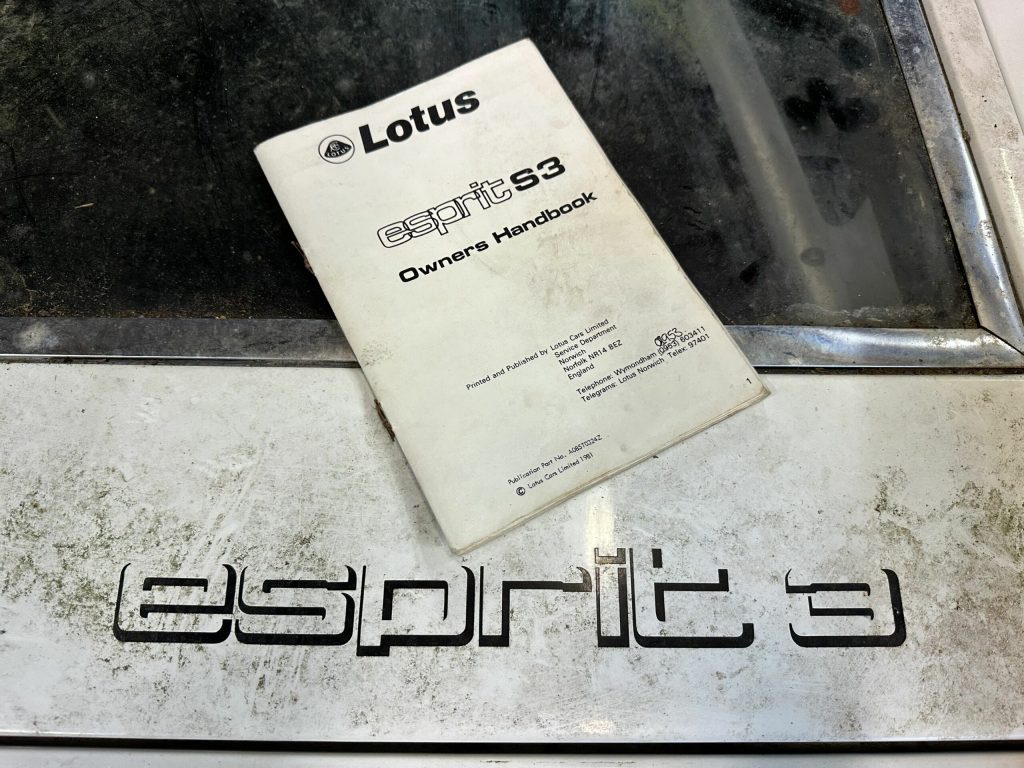 Lotus
LOTUS
esprit S3
Owners Handbook
Printed and Published by Lotus Cars Limited
Service Department
Norwich
Norfolk NR14 8EZ
England
Telephone: Wymondham (0953) 603411
Telegrams: Lotus Norwich Telex: 97401
1
Publication Part No. A085T0324Z
© Lotus Cars Limited 1981
esprit 3